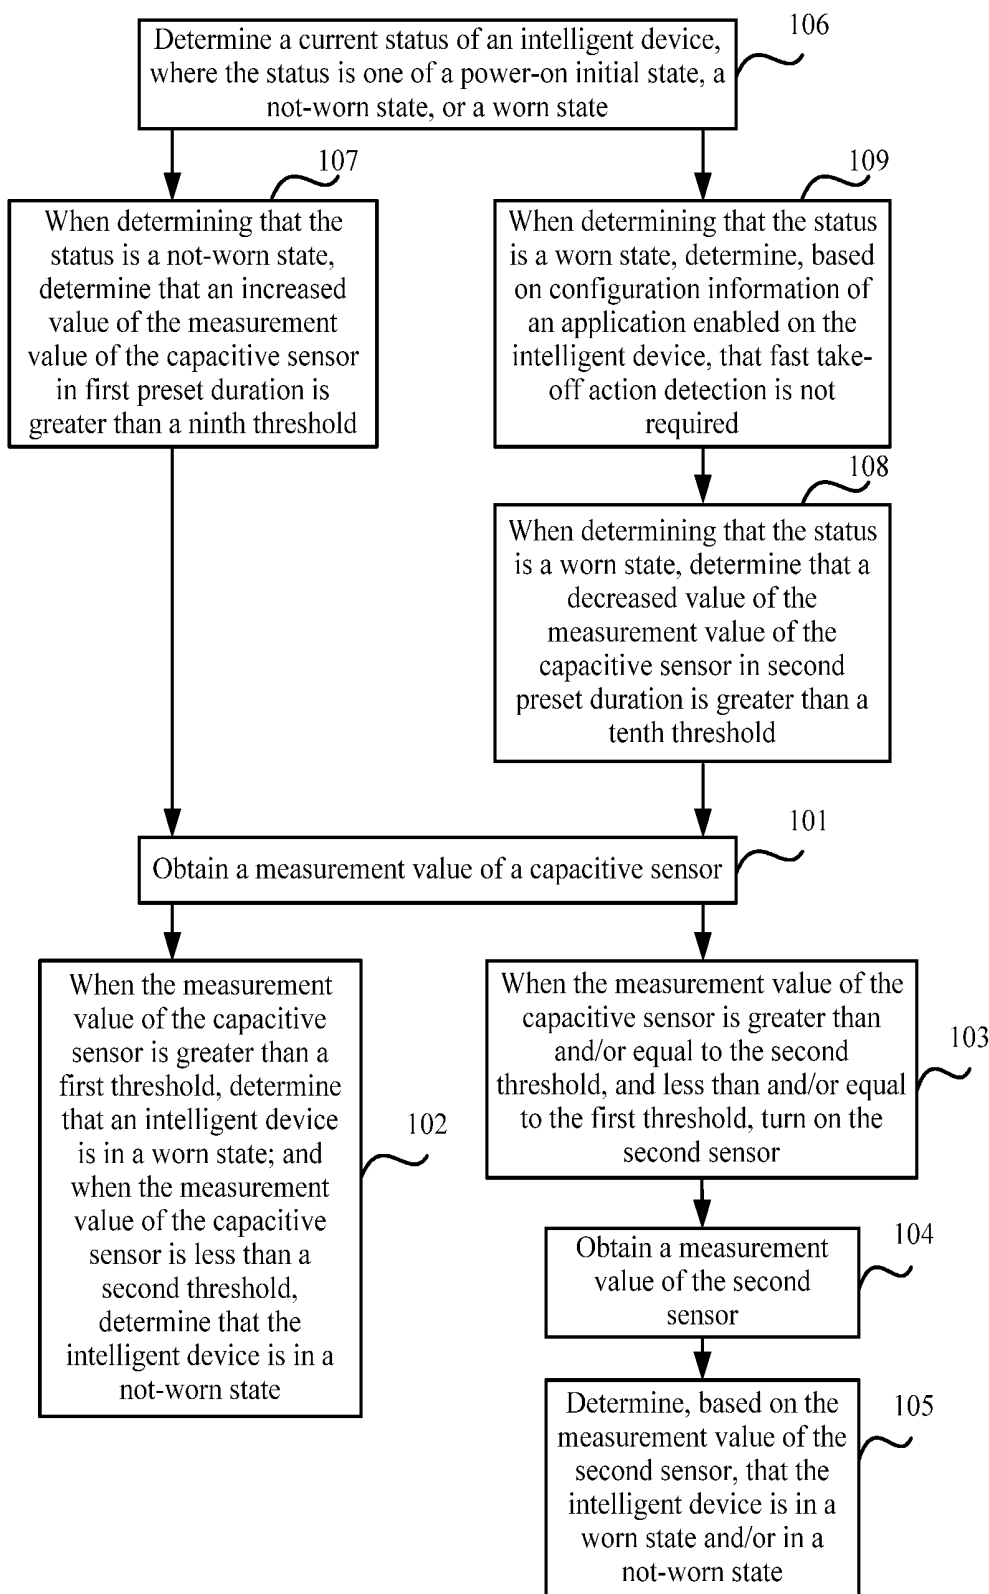 106
Determine a current status of an intelligent device,
where the status is one of a power-on initial state, a
not-worn state, or a worn state
107
When determining that the
status is a not-worn state,
determine that an increased
value of the measurement
value of the capacitive sensor
in first preset duration is
greater than a ninth threshold
109
When determining that the status
is a worn state, determine, based
on configuration information of
an application enabled on the
intelligent device, that fast take-
off action detection is not
required
108
When determining that the status
is a worn state, determine that a
decreased value of the
measurement value of the
capacitive sensor in second
preset duration is greater than a
tenth threshold
101
Obtain a measurement value of a capacitive sensor
When the measurement
value of the capacitive
sensor is greater than a
first threshold, determine
that an intelligent device
is in a worn state; and
when the measurement
value of the capacitive
sensor is less than a
second threshold,
determine that the
intelligent device is in a
not-worn state
102
When the measurement value of the
capacitive sensor is greater than
and/or equal to the second
threshold, and less than and/or equal
to the first threshold, turn on the
second sensor
103
Obtain a measurement
value of the second
sensor
104
Determine, based on the
measurement value of the
second sensor, that the
intelligent device is in a
worn state and/or in a
not-worn state
105